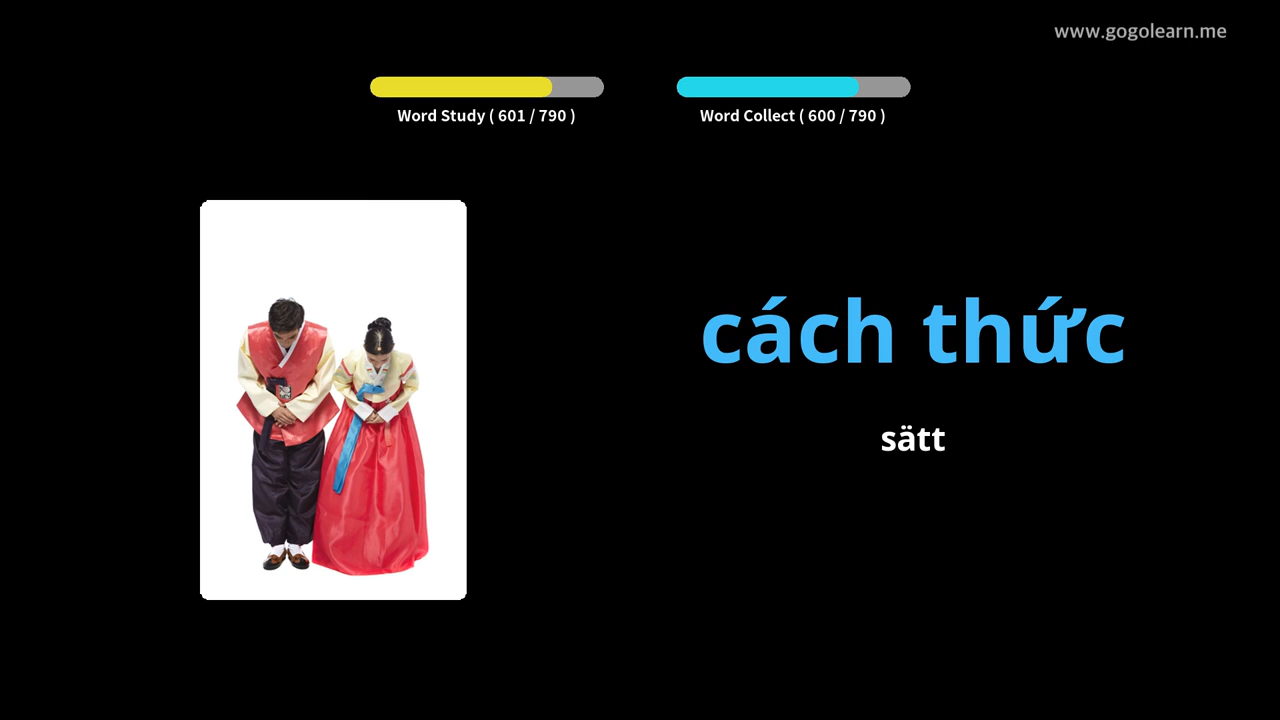 www.gogolearn.me
Word Study ( 601 / 790 )
Word Collect ( 600 / 790 )
cách thức
sätt